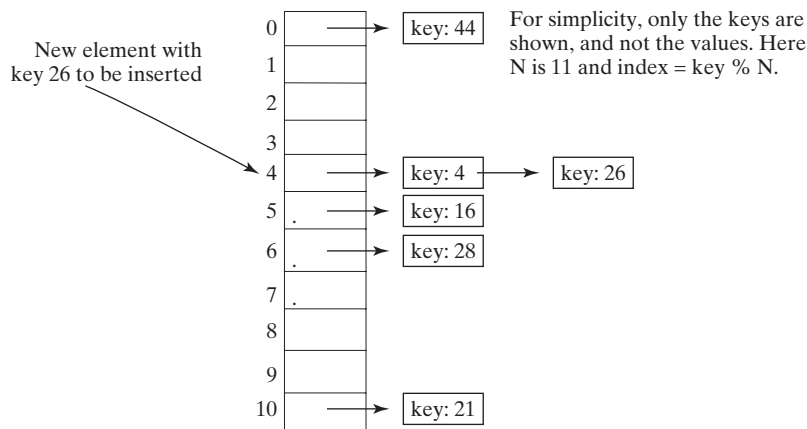 New element with
key 26 to be inserted
For simplicity, only the keys are
shown, and not the values. Here
N is 11 and index = key % N.
0 key: 44
1
2
3
4 key: 4 key: 26
5 . key: 16
6 . key: 28
7 .
8
9
10 key: 21